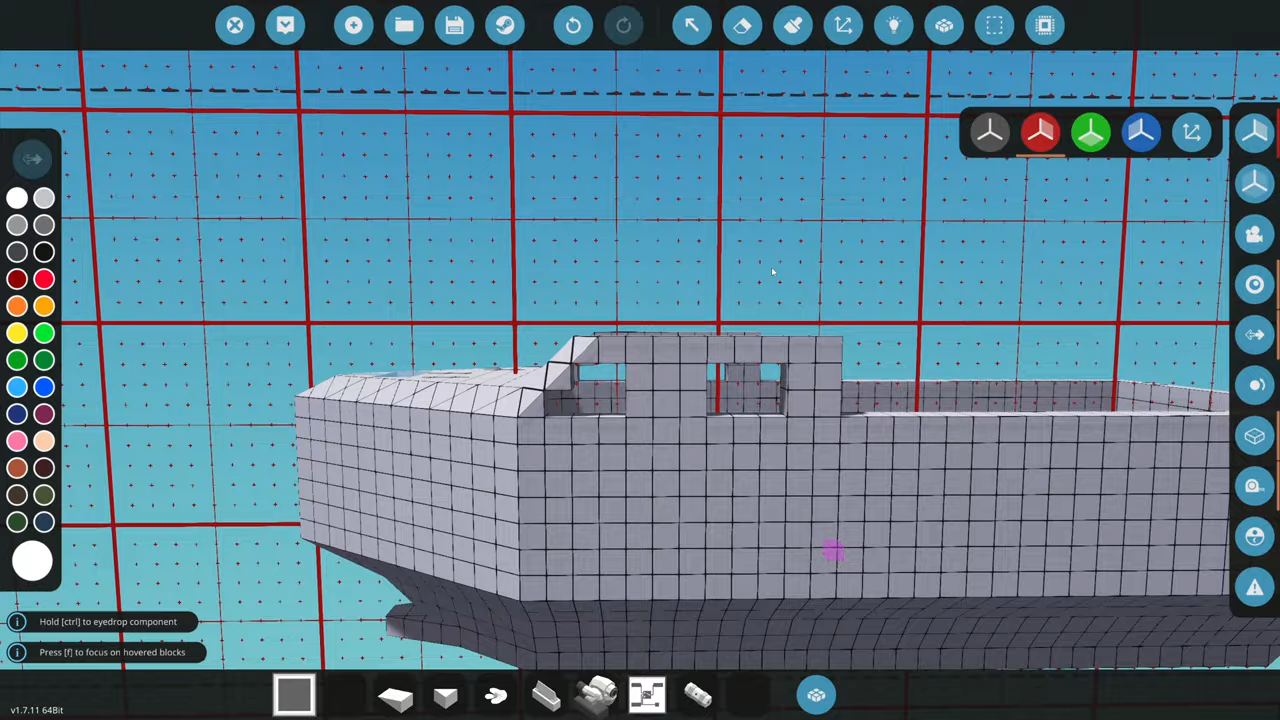 Hold [ctrl] to eyedrop component
Press [f] to focus on hovered blocks
v1.7.11 64Bit